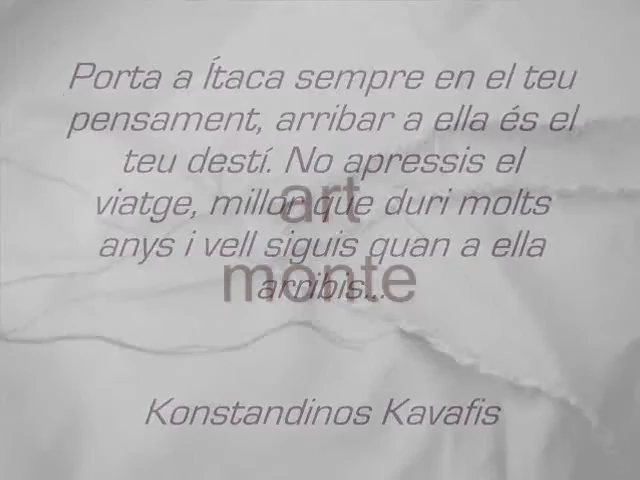 Porta a Ítaca sempre en el teu
pensament, arribar a ella és el
teu destí. No apressis el
viatge, millor que duri molts
art
anys i vell siguis quan a ella
monte
arribis...
Konstandinos Kavafis